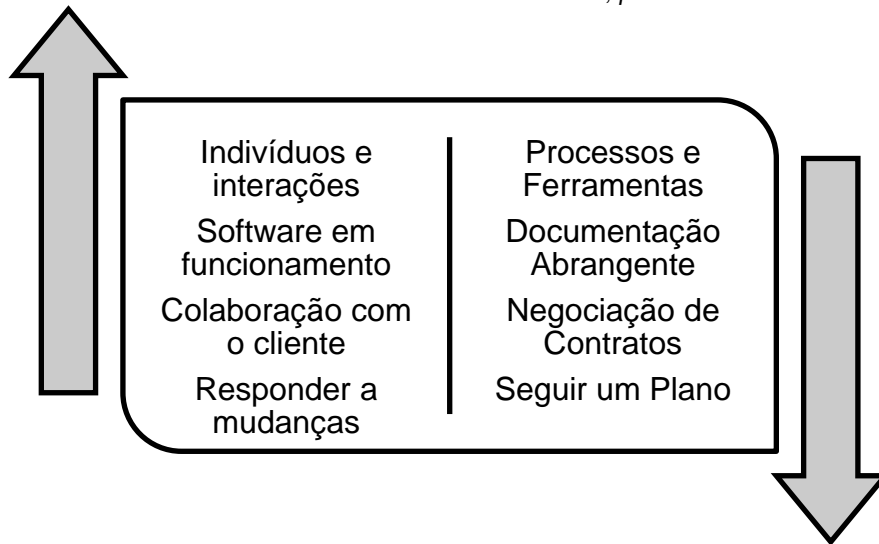 Indivíduos e
interações
Software em
funcionamento
Colaboração com
o cliente
Responder a
mudanças
Processos e
Ferramentas
Documentação
Abrangente
Negociação de
Contratos
Seguir um Plano